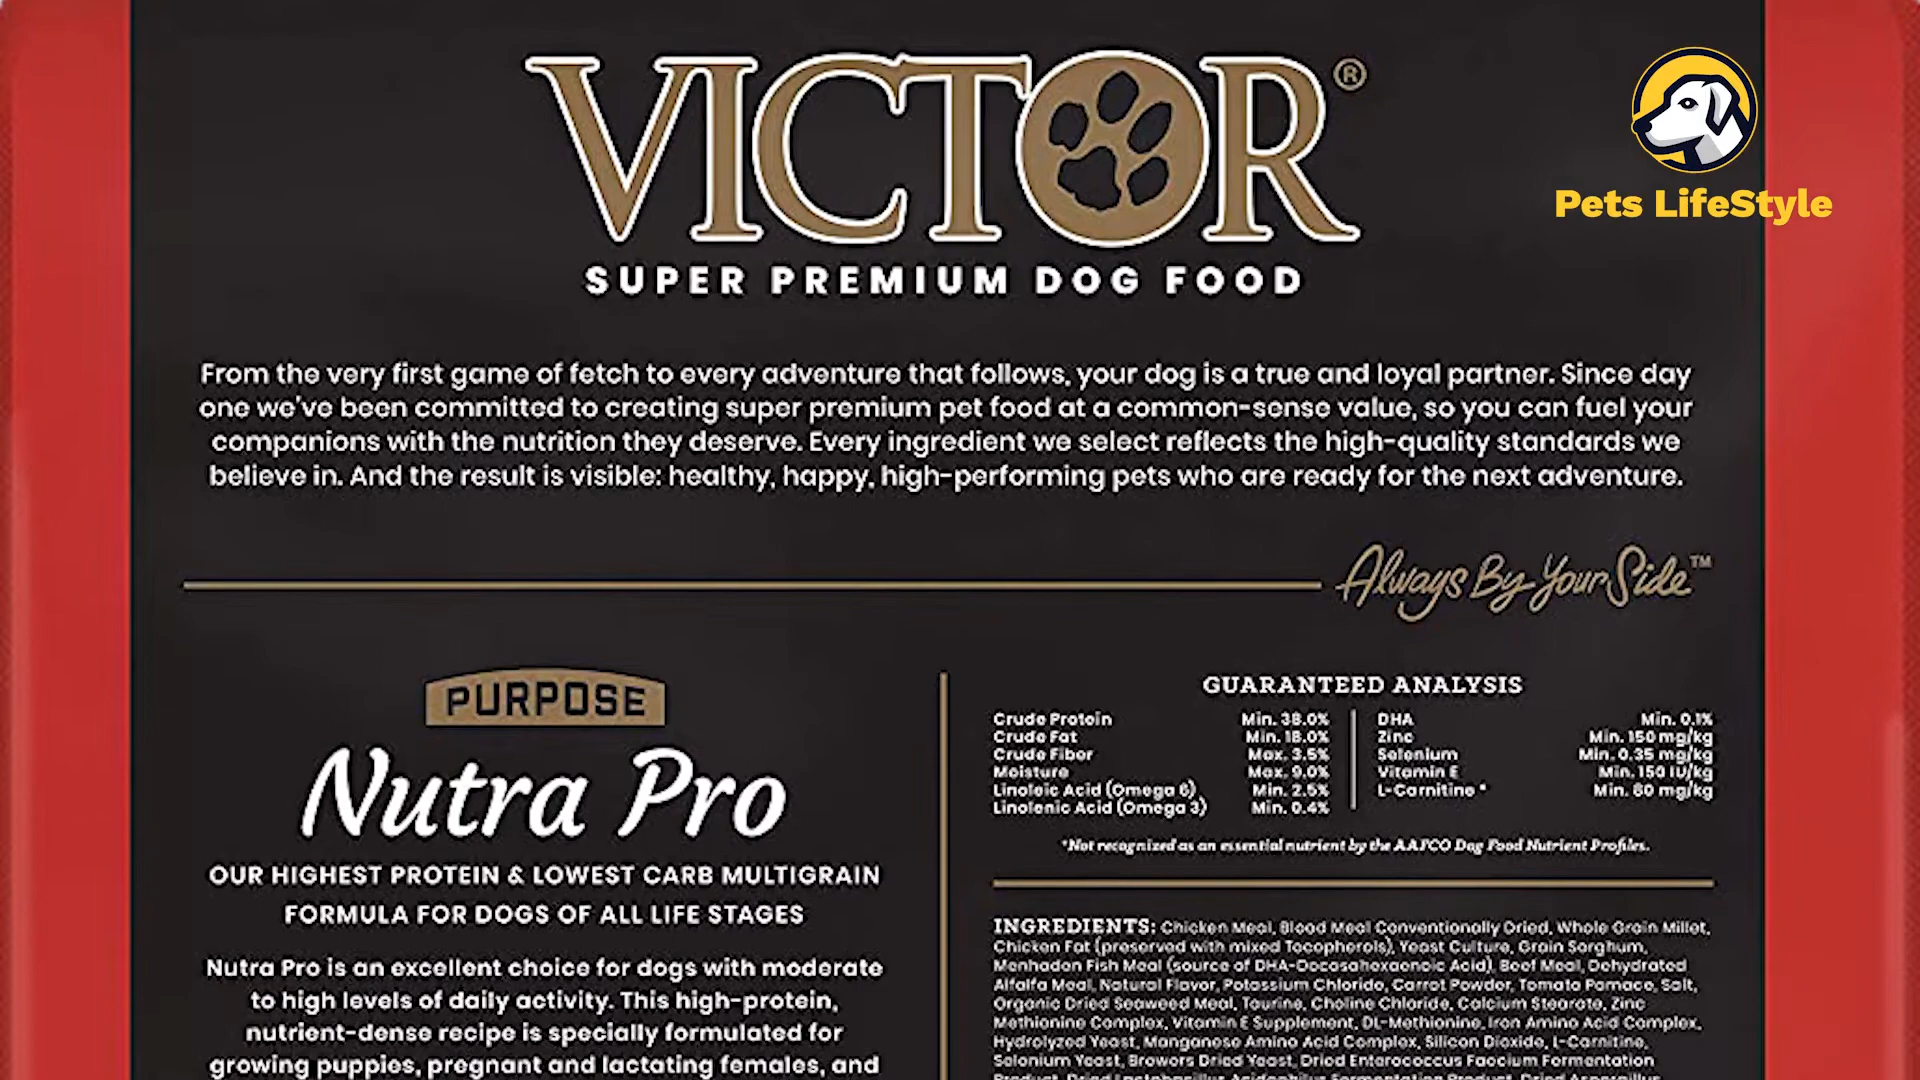 VICTOR®
Pets LifeStyle
SUPER PREMIUM DOG FOOD
From the very first game of fetch to every adventure that follows, your dog is a true and loyal partner. Since day
one we've been committed to creating super premium pet food at a common-sense value, so you can fuel your
companions with the nutrition they deserve. Every ingredient we select reflects the high-quality standards we
believe in. And the result is visible: healthy, happy, high-performing pets who are ready for the next adventure.
Always By Your Side™
PURPOSE
Nutra Pro
OUR HIGHEST PROTEIN & LOWEST CARB MULTIGRAIN
FORMULA FOR DOGS OF ALL LIFE STAGES
Nutra Pro is an excellent choice for dogs with moderate
to high levels of daily activity. This high-protein,
nutrient-dense recipe is specially formulated for
growing puppies, pregnant and lactating females, and
GUARANTEED ANALYSIS
Crude Protein Min. 38.0%
Crude Fat Min. 18.0%
Crude Fiber Max. 3.5%
Moisture Max. 9.0%
Linoleic Acid (Omega 6) Min. 2.5%
Linolenic Acid (Omega 3) Min. 0.4%
DHA Min. 0.1%
Zinc Min. 150 mg/kg
Selenium Min. 0.35 mg/kg
Vitamin E Min. 150 IU/kg
L-Carnitine * Min. 60 mg/kg
*Not recognized as an essential nutrient by the AAFCO Dog Food Nutrient Profiles.
INGREDIENTS: Chicken Meal, Blood Meal Conventionally Dried, Whole Grain Millet,
Chicken Fat (preserved with mixed Tocopherols), Yeast Culture, Grain Sorghum,
Menhaden Fish Meal (source of DHA-Docosahexaenoic Acid), Beef Meal, Dehydrated
Alfalfa Meal, Natural Flavor, Potassium Chloride, Carrot Powder, Tomato Pomace, Salt,
Organic Dried Seaweed Meal, Taurine, Choline Chloride, Calcium Stearate, Zinc
Methionine Complex, Vitamin E Supplement, DL-Methionine, Iron Amino Acid Complex,
Hydrolyzed Yeast, Manganese Amino Acid Complex, Silicon Dioxide, L-Carnitine,
Selenium Yeast, Brewers Dried Yeast, Dried Enterococcus Faecium Fermentation